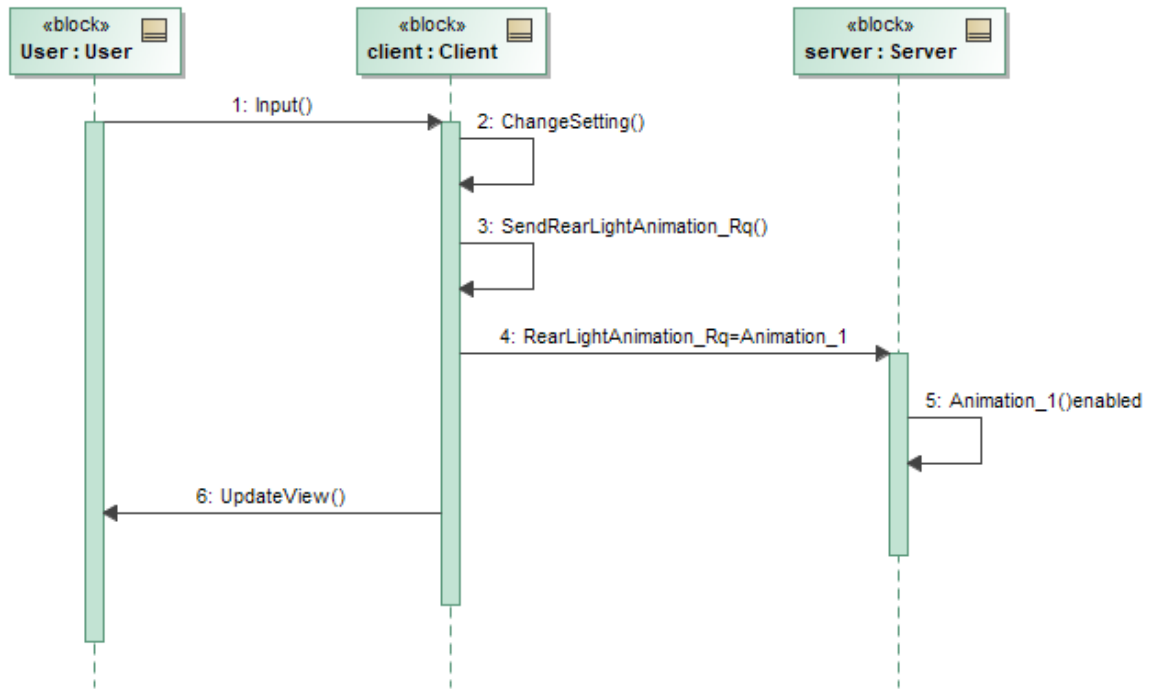 «block»
User : User
«block»
client : Client
«block»
server : Server
1: Input()
2: ChangeSetting()
3: SendRearLightAnimation_Rq()
4: RearLightAnimation_Rq=Animation_1
5: Animation_1()enabled
6: UpdateView()